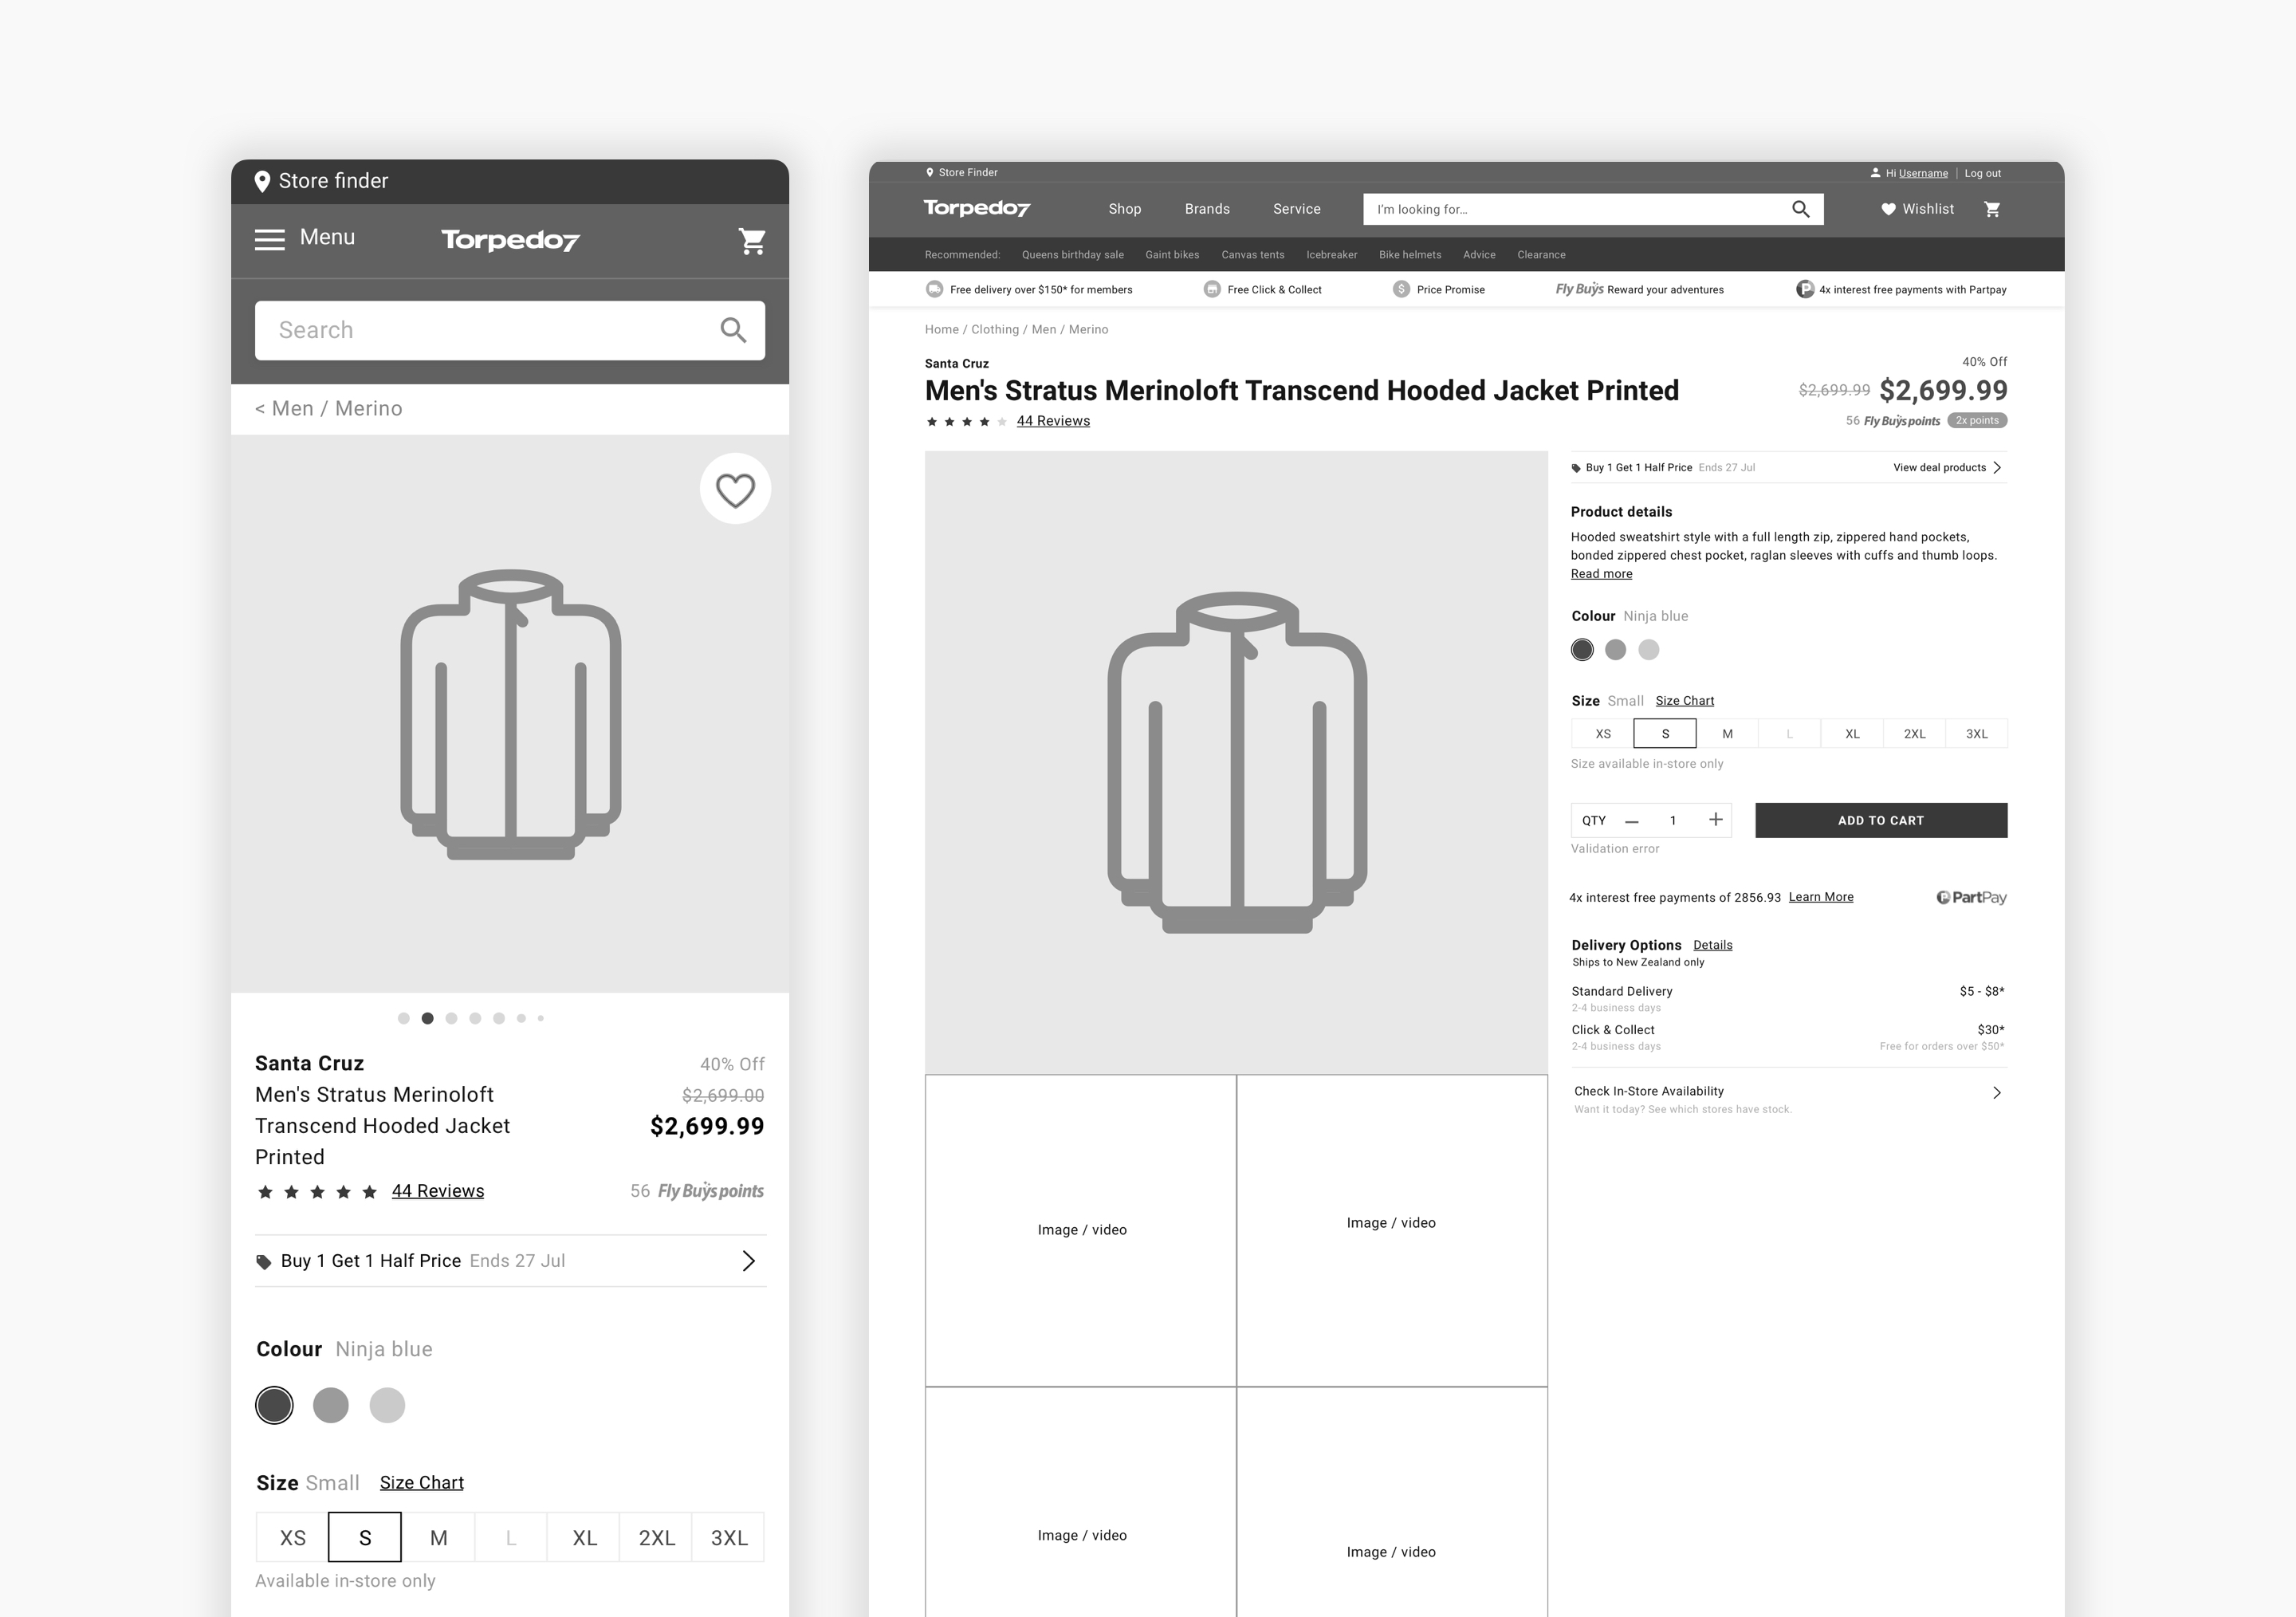 Store finder
Menu
Torpedo7
Search
< Men / Merino
Santa Cruz
40% Off
Men's Stratus Merinoloft
$2,699.00
Transcend Hooded Jacket
$2,699.99
Printed
44 Reviews
56 Fly Buys points
Buy 1 Get 1 Half Price Ends 27 Jul
Colour Ninja blue
Size Small Size Chart
XS S M L XL 2XL 3XL
Available in-store only
Store Finder
Hi Username | Log out
Torpedo7
Shop Brands Service
I'm looking for...
Wishlist
Recommended: Queens birthday sale Gaint bikes Canvas tents Icebreaker Bike helmets Advice Clearance
Free delivery over $150* for members
Free Click & Collect
$ Price Promise
Fly Buys Reward your adventures
P 4x interest free payments with Partpay
Home / Clothing / Men / Merino
Santa Cruz
40% Off
Men's Stratus Merinoloft Transcend Hooded Jacket Printed
$2,699.99 $2,699.99
44 Reviews
56 Fly Buys points 2x points
Buy 1 Get 1 Half Price Ends 27 Jul
View deal products
Product details
Hooded sweatshirt style with a full length zip, zippered hand pockets,
bonded zippered chest pocket, raglan sleeves with cuffs and thumb loops.
Read more
Colour Ninja blue
Size Small Size Chart
XS S M L XL 2XL 3XL
Size available in-store only
QTY 1
ADD TO CART
Validation error
4x interest free payments of 2856.93 Learn More
P PartPay
Delivery Options Details
Ships to New Zealand only
Standard Delivery $5 - $8*
2-4 business days
Click & Collect $30*
2-4 business days Free for orders over $50*
Check In-Store Availability
Want it today? See which stores have stock.
Image / video
Image / video
Image / video
Image / video